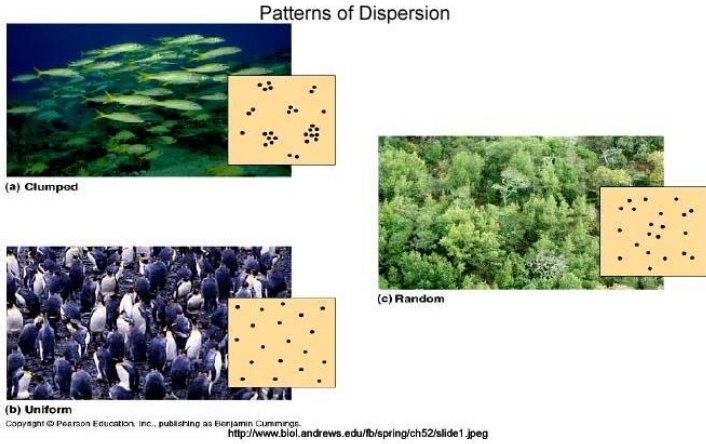 Patterns of Dispersion
(a) Clumped
(c) Random
(b) Uniform
Copyright © Pearson Education, Inc., publishing as Benjamin Cummings.
http://www.biol.andrews.edu/fb/spring/ch52/slide1.jpeg